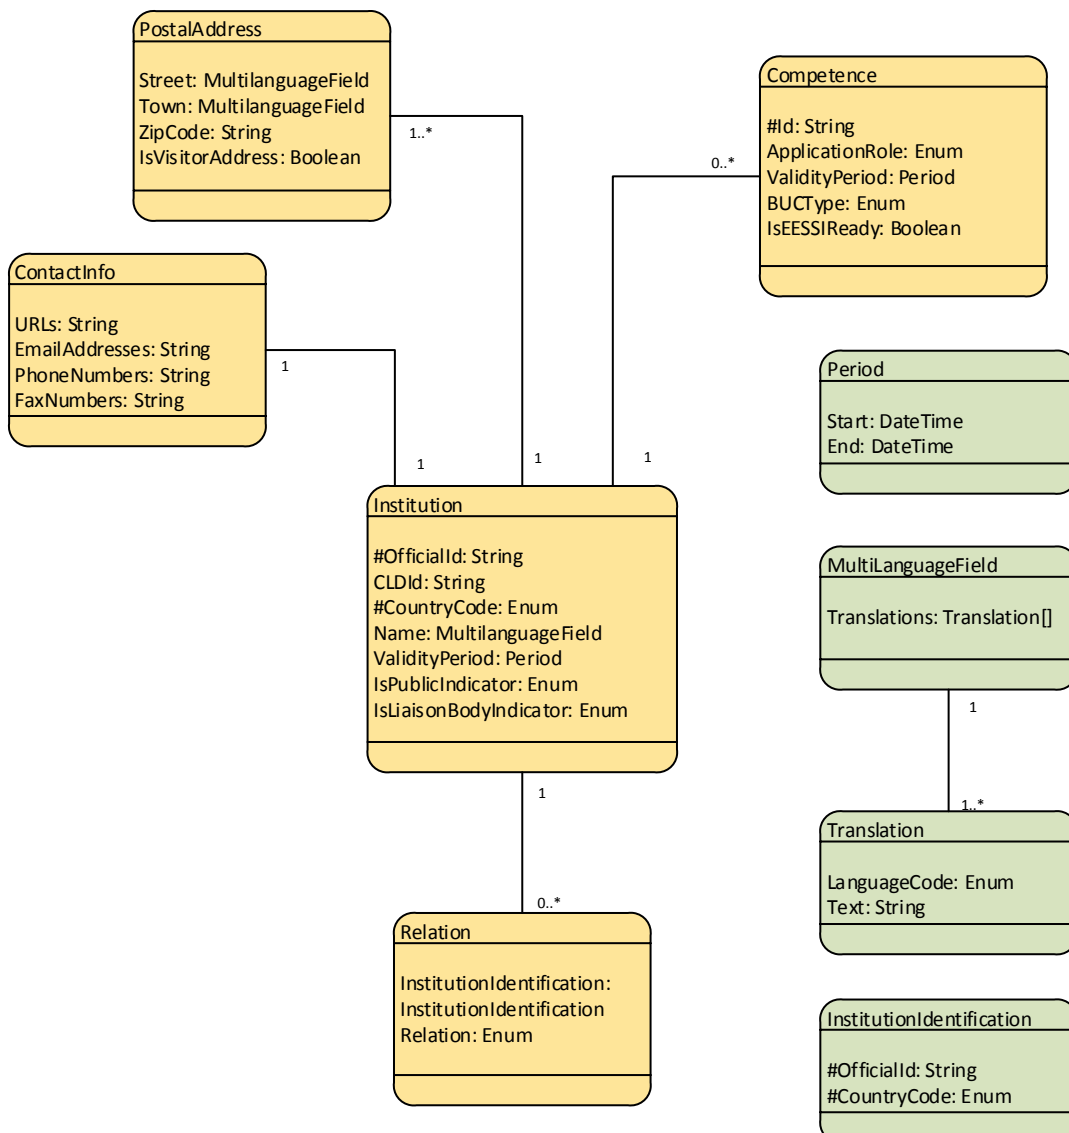 PostalAddress
Street: MultilanguageField
Town: MultilanguageField
ZipCode: String
IsVisitorAddress: Boolean
1..*
Competence
#Id: String
ApplicationRole: Enum
ValidityPeriod: Period
BUCType: Enum
IsEESSIReady: Boolean
0..*
ContactInfo
URLs: String
EmailAddresses: String
PhoneNumbers: String
FaxNumbers: String
1
Period
Start: DateTime
End: DateTime
1
1
1
Institution
#OfficialId: String
CLDId: String
#CountryCode: Enum
Name: MultilanguageField
ValidityPeriod: Period
IsPublicIndicator: Enum
IsLiaisonBodyIndicator: Enum
MultiLanguageField
Translations: Translation[]
1
1
1..*
Translation
LanguageCode: Enum
Text: String
0..*
Relation
InstitutionIdentification:
InstitutionIdentification
Relation: Enum
InstitutionIdentification
#OfficialId: String
#CountryCode: Enum